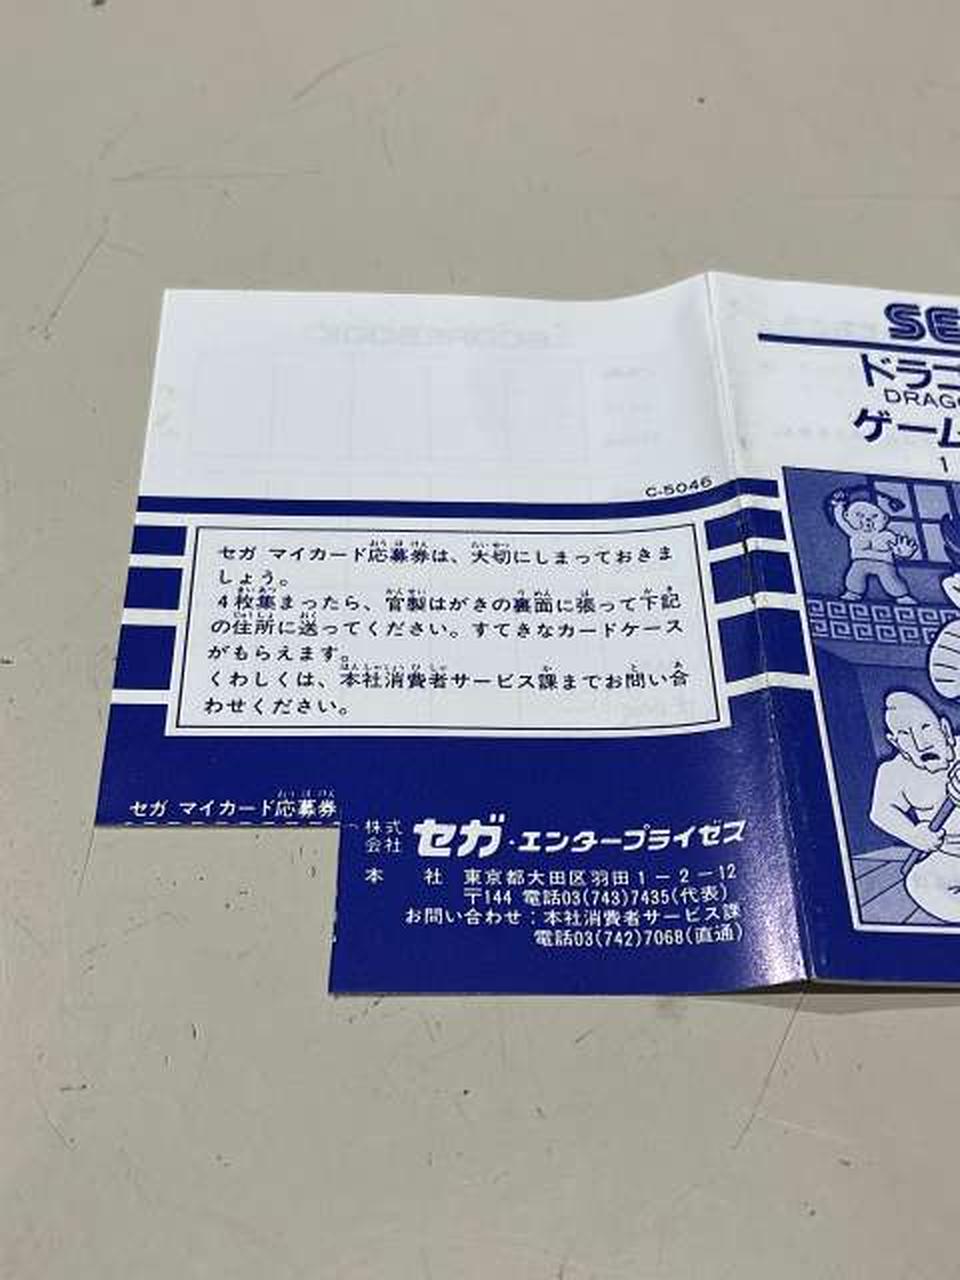 C-5046
セガ マイカード応募券は、大切にしまっておきま
しょう。
4枚集まったら、官製はがきの裏面に張って下記
の住所に送ってください。すてきなカードケース
がもらえます。
くわしくは、本社消費者サービス課までお問い合
わせください。
セガ マイカード応募券
株式会社 セガ・エンタープライゼス
本 社 東京都大田区羽田1-2-12
〒144 電話03(743)7435(代表)
お問い合わせ:本社消費者サービス課
電話03(742)7068(直通)
SE
ドラゴ
DRAGO
ゲーム
1